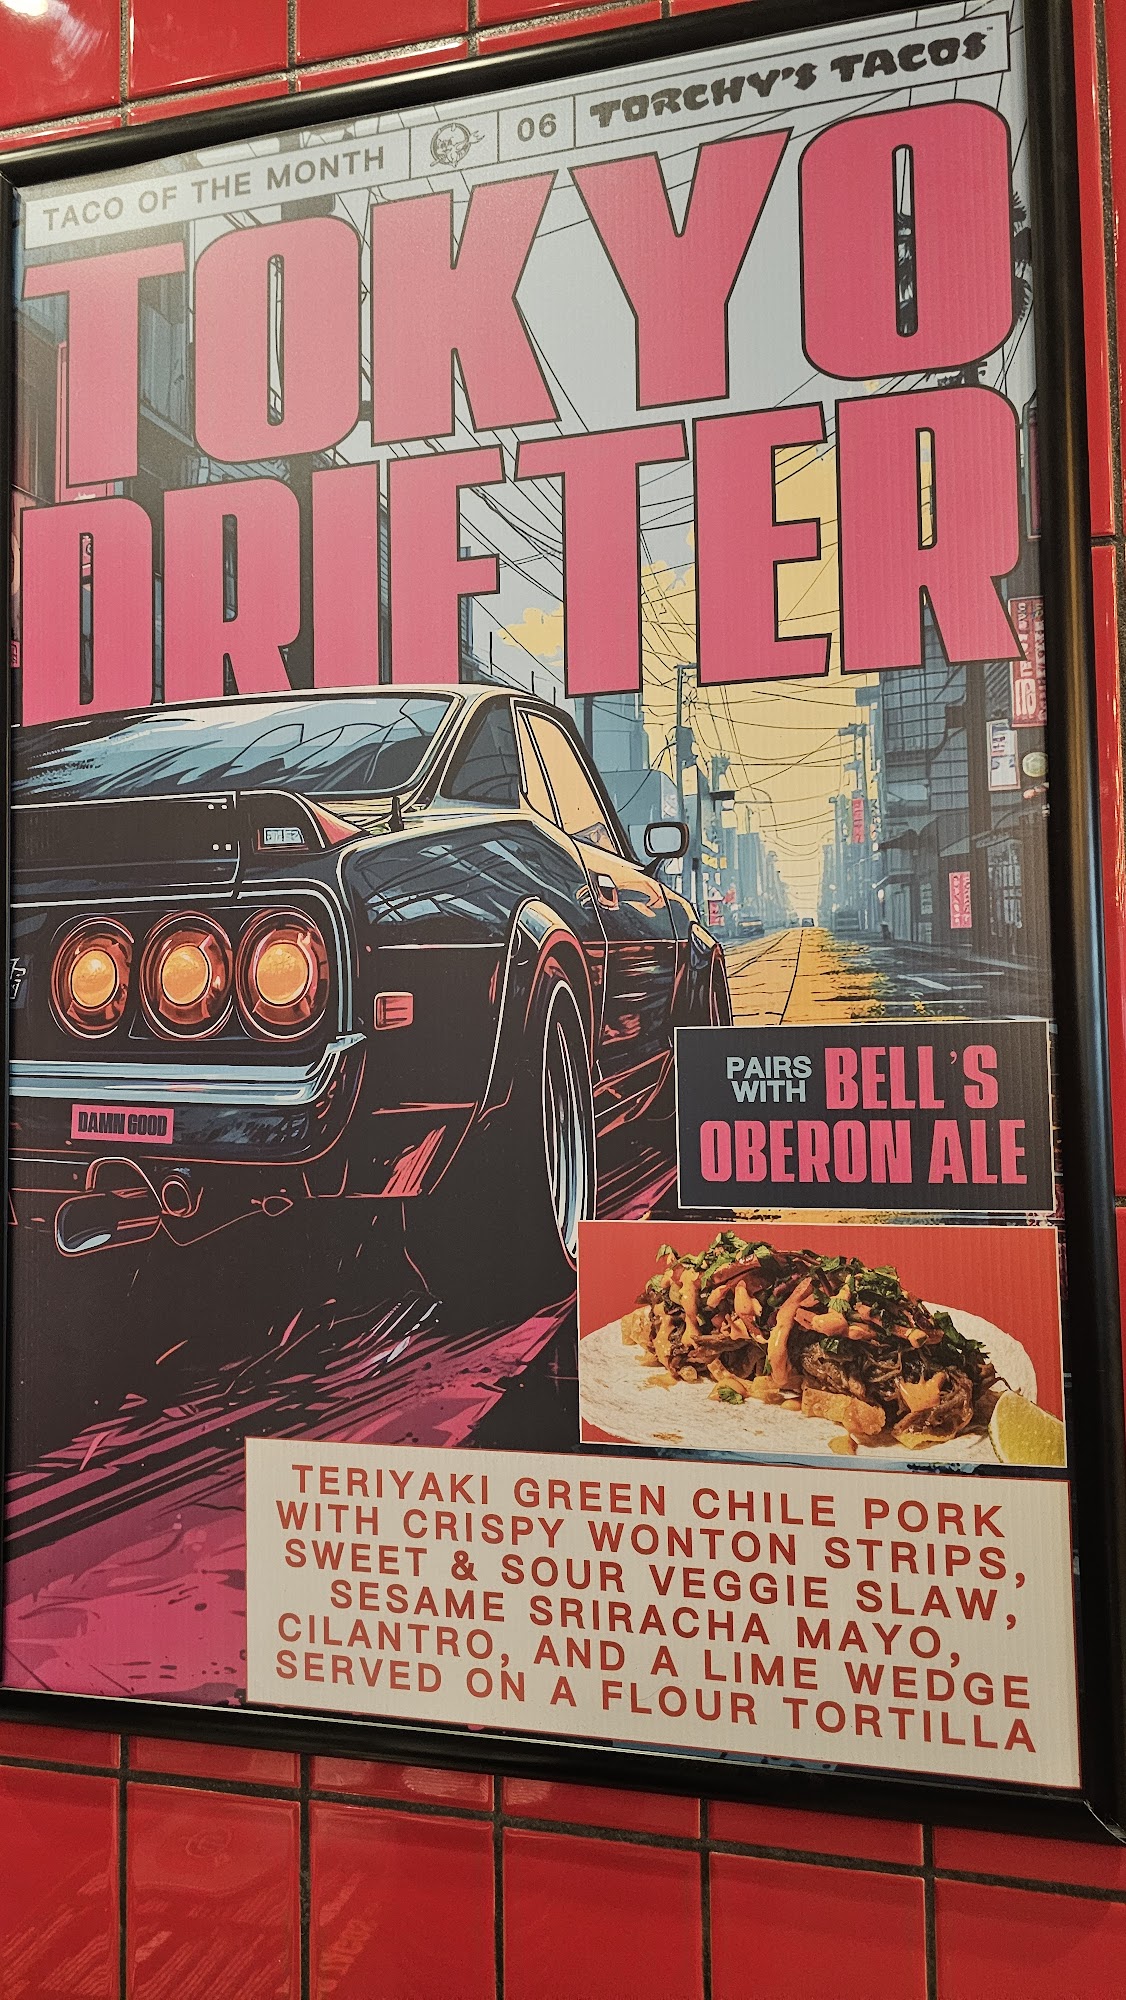 TACO OF THE MONTH
06
TORCHY'S TACOS
TOKYO
DRIFTER
DAMN GOOD
PAIRS
WITH
BELL'S
OBERON ALE
TERIYAKI GREEN CHILE PORK
WITH CRISPY WONTON STRIPS,
SWEET & SOUR VEGGIE SLAW,
SESAME SRIRACHA MAYO,
CILANTRO, AND A LIME WEDGE
SERVED ON A FLOUR TORTILLA